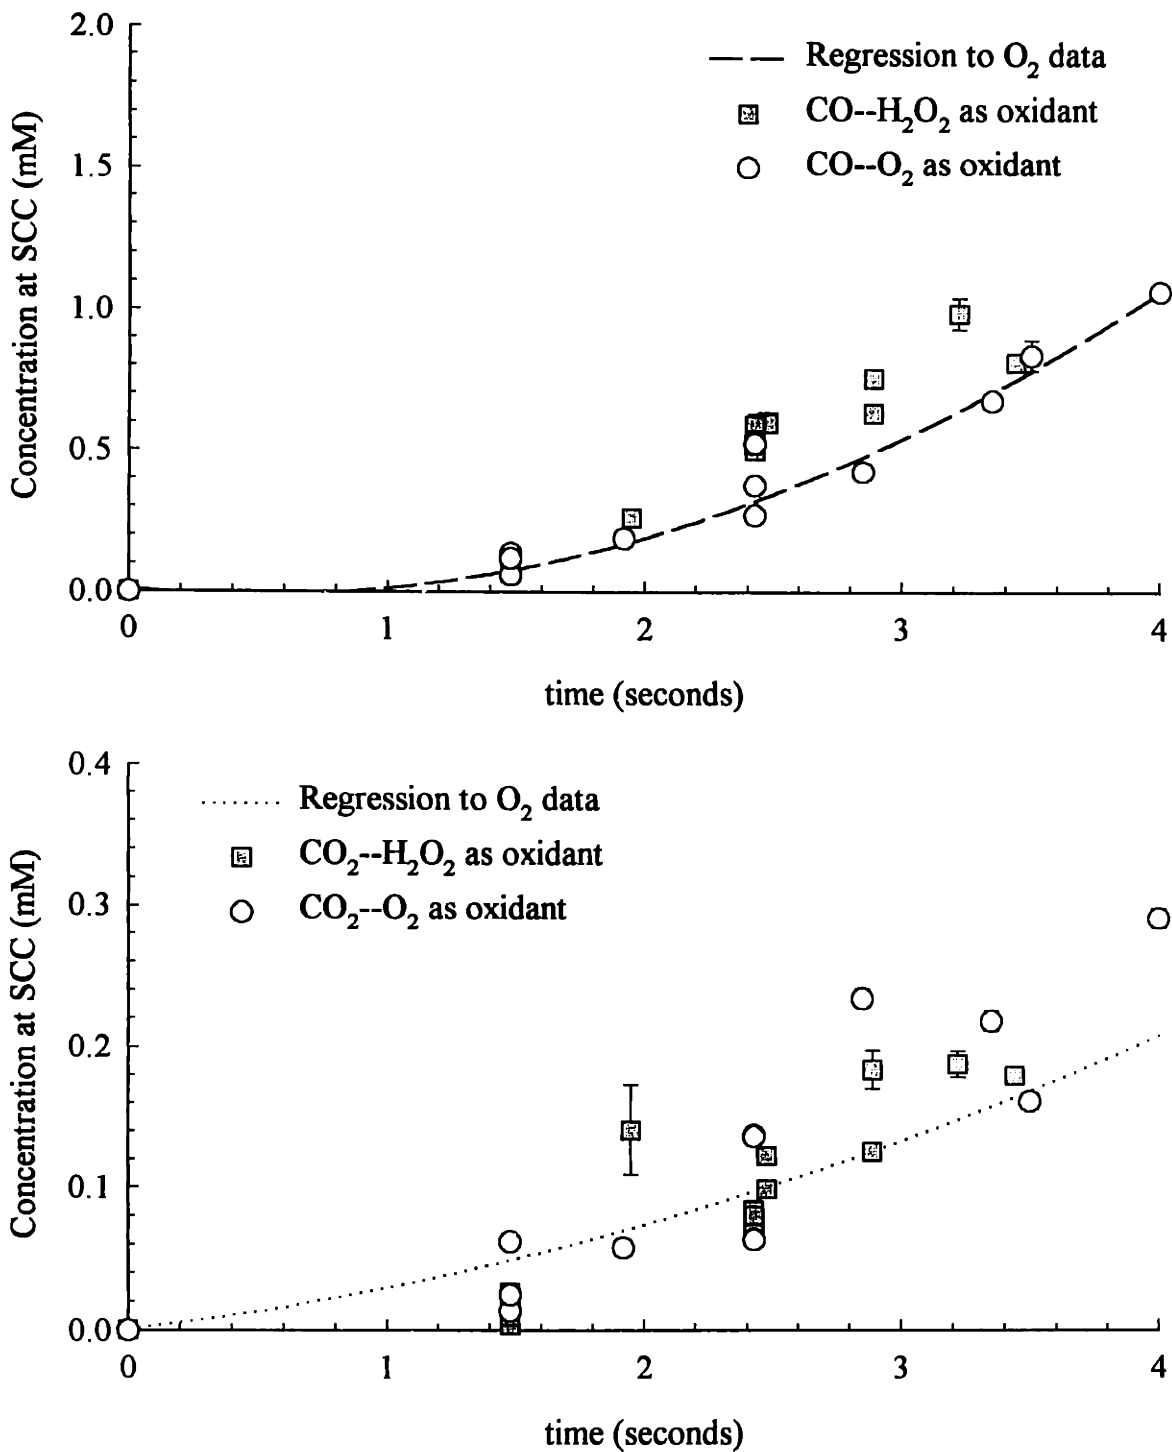 2.0
Regression to O2 data
CO--H2O2 as oxidant
1.5
CO--O2 as oxidant
Concentration at SCC (mM)
1.0
0.5
0.0
0 1 2 3 4
time (seconds)
0.4
Regression to O2 data
CO2--H2O2 as oxidant
CO2--O2 as oxidant
0.3
Concentration at SCC (mM)
0.2
0.1
0.0
0 1 2 3 4
time (seconds)